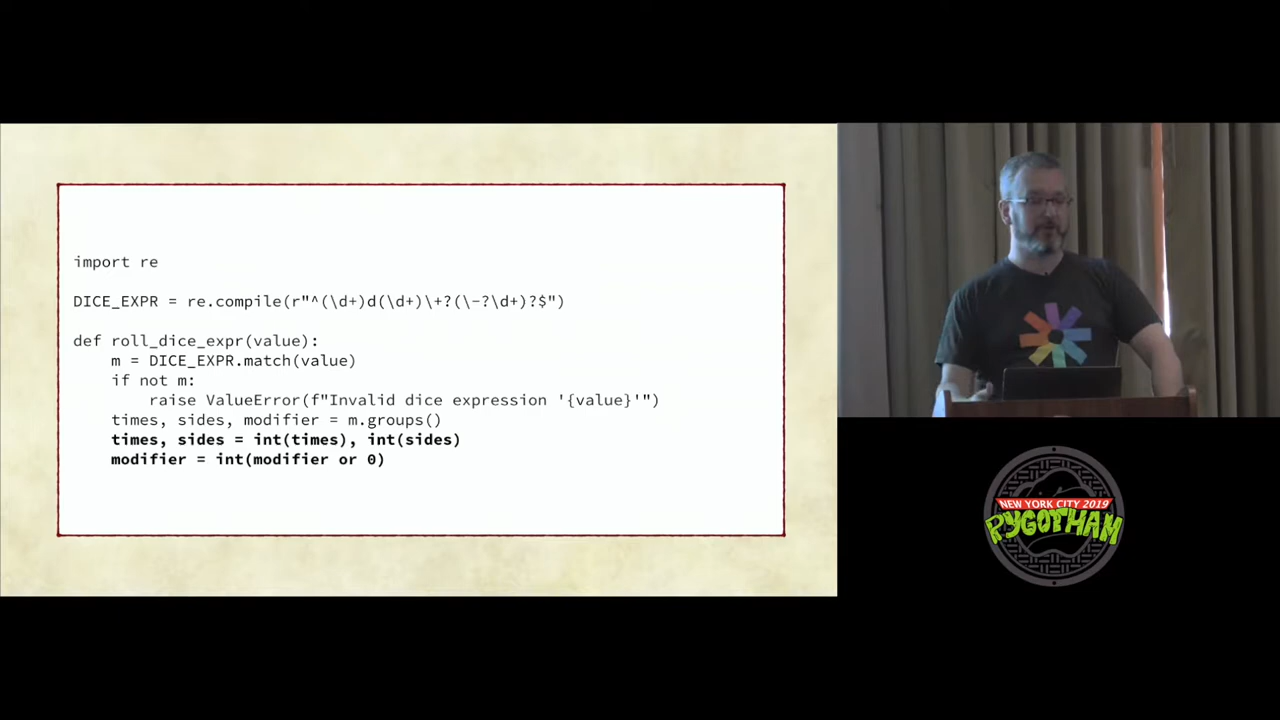 import re
DICE_EXPR = re.compile(r"^(\d+)d(\d+)\+?(\-?\d+)?$")
def roll_dice_expr(value):
m = DICE_EXPR.match(value)
if not m:
raise ValueError(f"Invalid dice expression '{value}'")
times, sides, modifier = m.groups()
times, sides = int(times), int(sides)
modifier = int(modifier or 0)
NEW YORK CITY 2019
PYGOTHAM